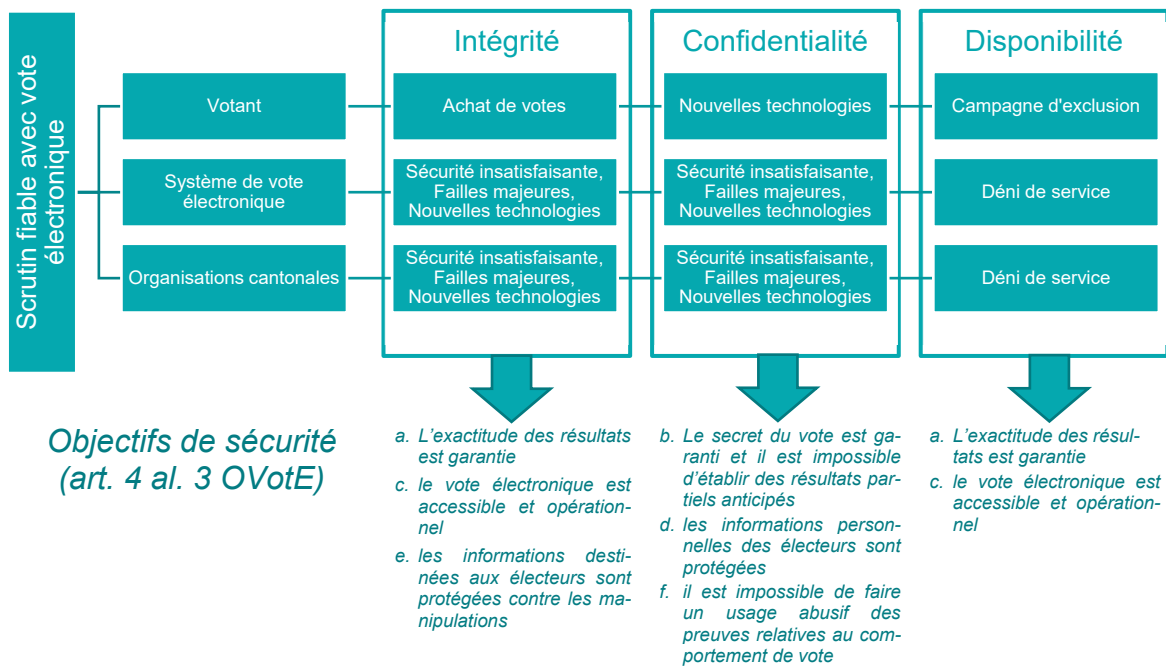 Scrutin fiable avec vote
électronique
Intégrité
Confidentialité
Disponibilité
Votant
Achat de votes
Nouvelles technologies
Campagne d'exclusion
Système de vote
électronique
Sécurité insatisfaisante,
Failles majeures,
Nouvelles technologies
Sécurité insatisfaisante,
Failles majeures,
Nouvelles technologies
Déni de service
Organisations cantonales
Sécurité insatisfaisante,
Failles majeures,
Nouvelles technologies
Sécurité insatisfaisante,
Failles majeures,
Nouvelles technologies
Déni de service
Objectifs de sécurité
(art. 4 al. 3 OVotE)
a. L'exactitude des résultats
est garantie
c. le vote électronique est
accessible et opération-
nel
e. les informations desti-
nées aux électeurs sont
protégées contre les ma-
nipulations
b. Le secret du vote est ga-
ranti et il est impossible
d'établir des résultats par-
tiels anticipés
d. les informations person-
nelles des électeurs sont
protégées
f. il est impossible de faire
un usage abusif des
preuves relatives au com-
portement de vote
a. L'exactitude des résul-
tats est garantie
c. le vote électronique est
accessible et opération-
nel